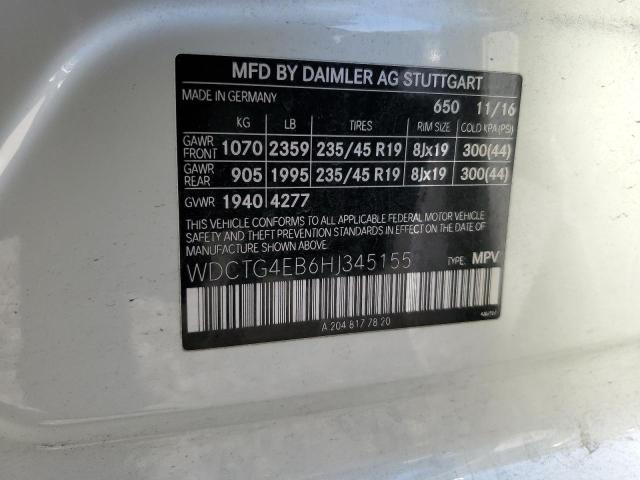 MFD BY DAIMLER AG STUTTGART
MADE IN GERMANY
650 11/16
KG LB TIRES RIM SIZE COLD KPA (PSI)
GAWR FRONT 1070 2359 235/45 R19 8Jx19 300(44)
GAWR REAR 905 1995 235/45 R19 8Jx19 300(44)
GVWR 1940 4277
THIS VEHICLE CONFORMS TO ALL APPLICABLE FEDERAL MOTOR VEHICLE
SAFETY AND THEFT PREVENTION STANDARDS IN EFFECT ON THE DATE OF
MANUFACTURE SHOWN ABOVE.
WDCTG4EB6HJ345155 TYPE: MPV
A 204 817 78 20